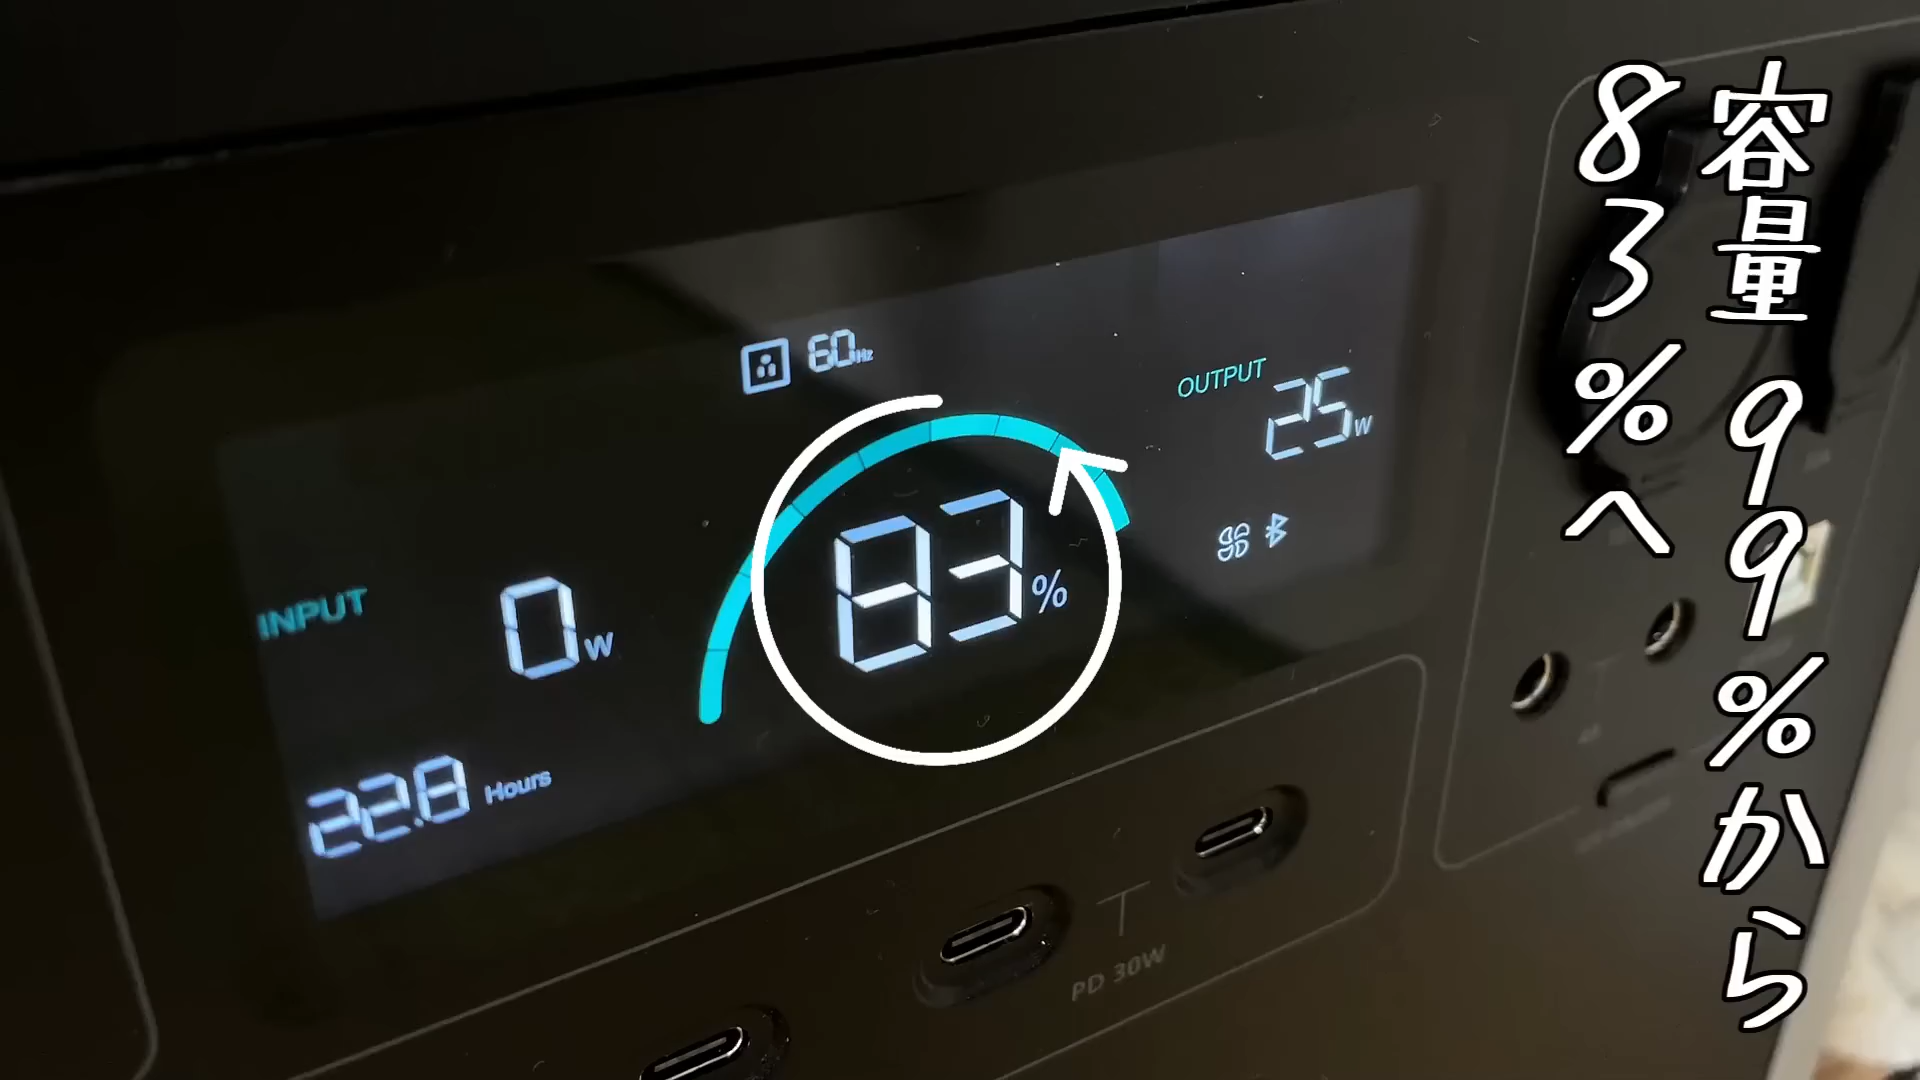 容量99%から
83%へ
60Hz
OUTPUT
25W
83%
INPUT
0W
22.8 Hours
PD 30W